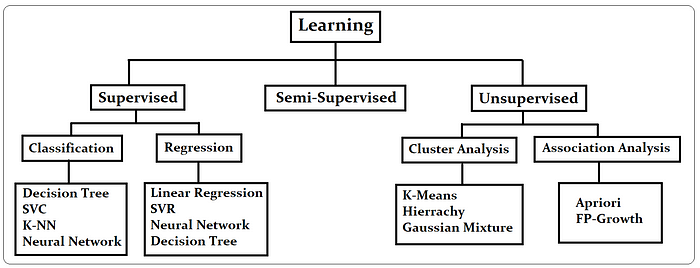 Learning
Supervised
Semi-Supervised
Unsupervised
Classification
Regression
Cluster Analysis
Association Analysis
Decision Tree
SVC
K-NN
Neural Network
Linear Regression
SVR
Neural Network
Decision Tree
K-Means
Hierrachy
Gaussian Mixture
Apriori
FP-Growth